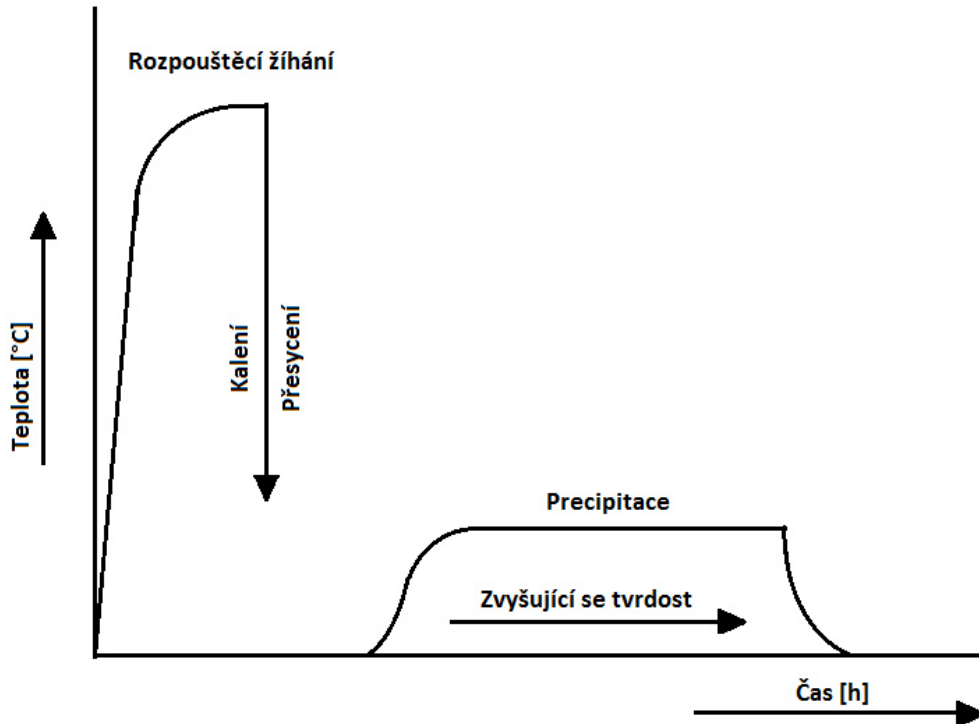 Rozpouštěcí žíhání
Teplota [°C]
Kalení
Přesycení
Precipitace
Zvyšující se tvrdost
Čas [h]